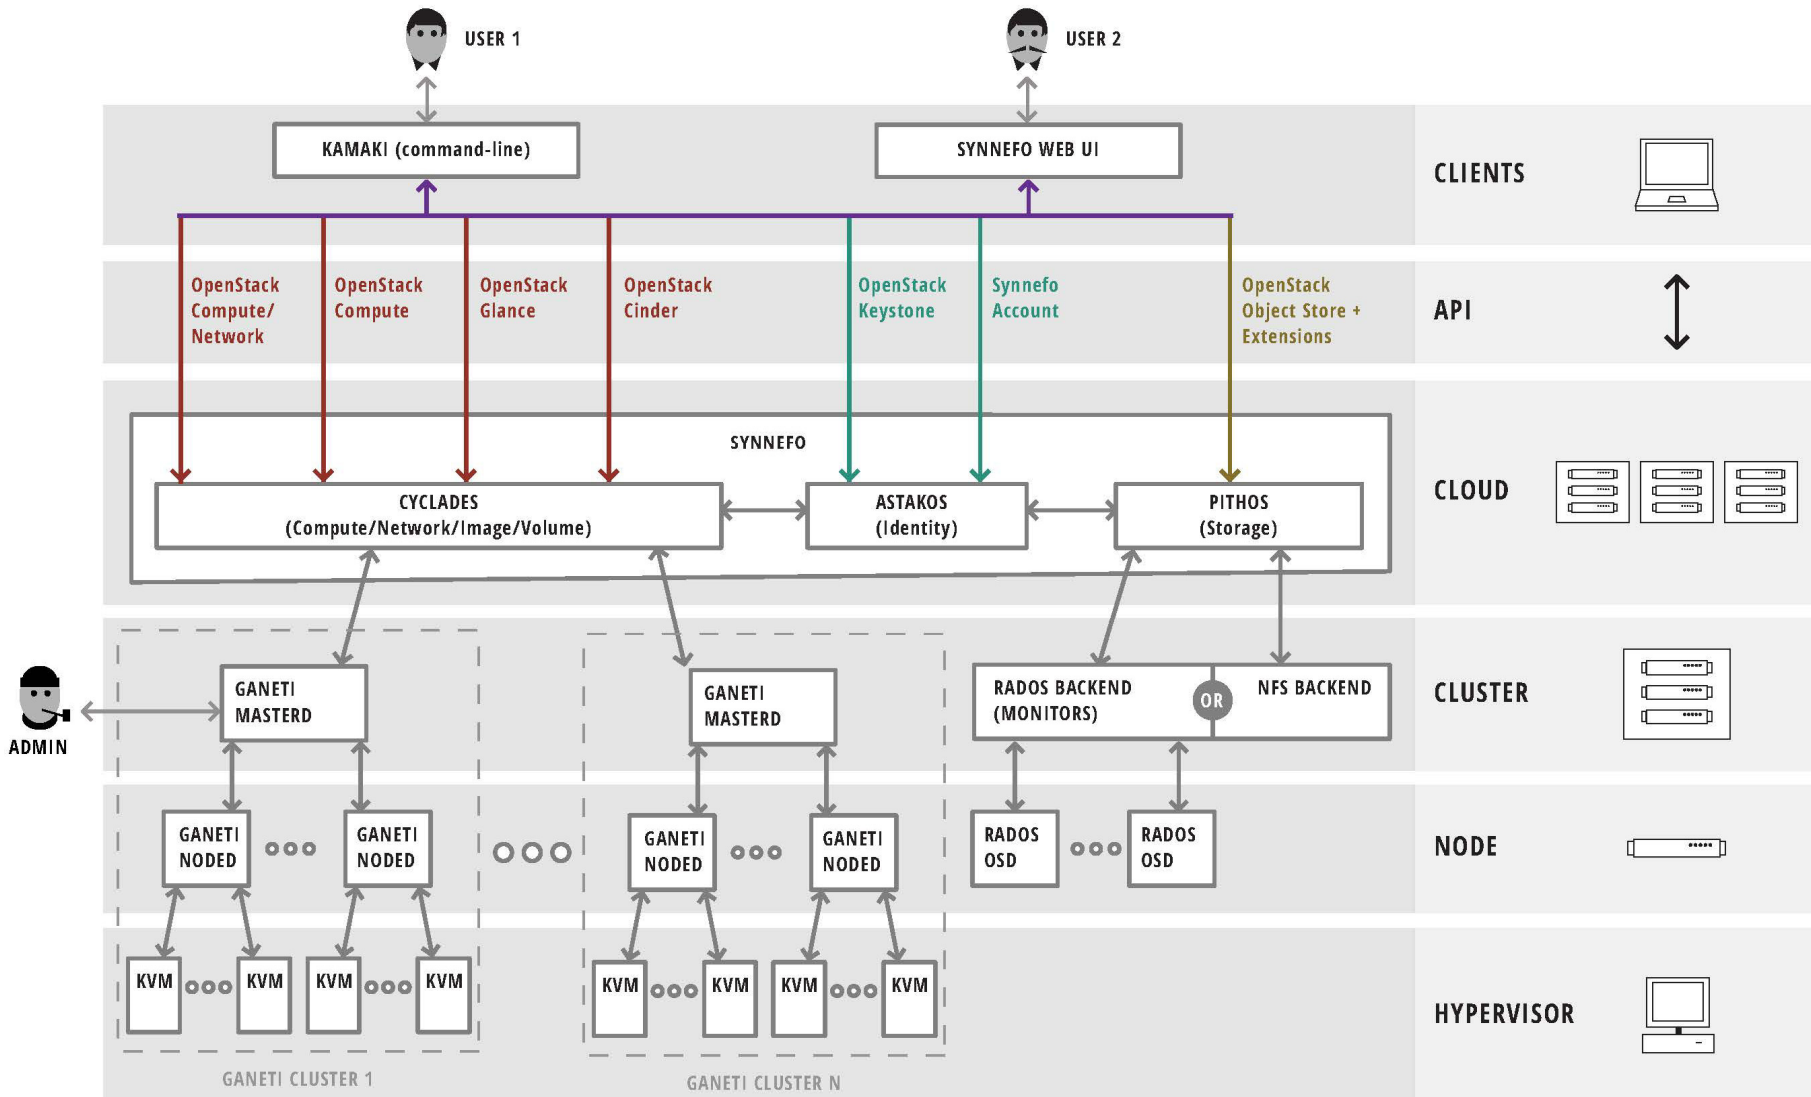 USER 1
USER 2
KAMAKI (command-line)
SYNNEFO WEB UI
CLIENTS
OpenStack
Compute/
Network
OpenStack
Compute
OpenStack
Glance
OpenStack
Cinder
OpenStack
Keystone
Synnefo
Account
OpenStack
Object Store +
Extensions
API
SYNNEFO
CYCLADES
(Compute/Network/Image/Volume)
ASTAKOS
(Identity)
PITHOS
(Storage)
CLOUD
ADMIN
GANETI
MASTERD
GANETI
MASTERD
RADOS BACKEND
(MONITORS)
OR
NFS BACKEND
CLUSTER
GANETI
NODED
GANETI
NODED
GANETI
NODED
GANETI
NODED
RADOS
OSD
RADOS
OSD
NODE
KVM
KVM
KVM
KVM
KVM
KVM
KVM
KVM
HYPERVISOR
GANETI CLUSTER 1
GANETI CLUSTER N